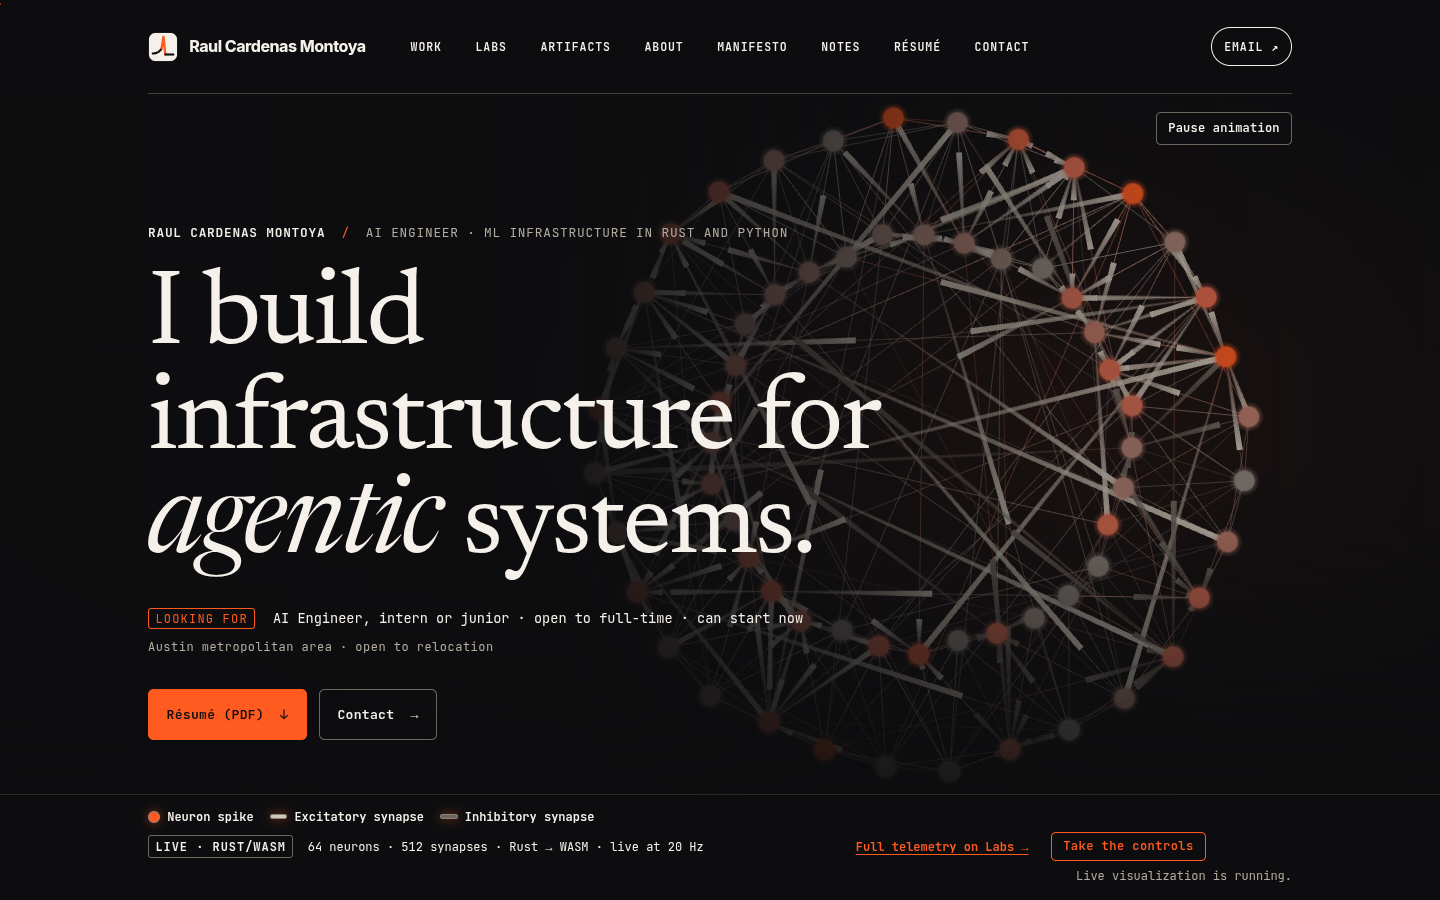 Raul Cardenas Montoya WORK LABS ARTIFACTS ABOUT MANIFESTO NOTES RÉSUMÉ CONTACT EMAIL ↗
Pause animation
RAUL CARDENAS MONTOYA / AI ENGINEER · ML INFRASTRUCTURE IN RUST AND PYTHON
I build
infrastructure for
agentic systems.
LOOKING FOR AI Engineer, intern or junior · open to full-time · can start now
Austin metropolitan area · open to relocation
Résumé (PDF) ↓ Contact →
Neuron spike Excitatory synapse Inhibitory synapse
LIVE · RUST/WASM 64 neurons · 512 synapses · Rust → WASM · live at 20 Hz Full telemetry on Labs → Take the controls
Live visualization is running.